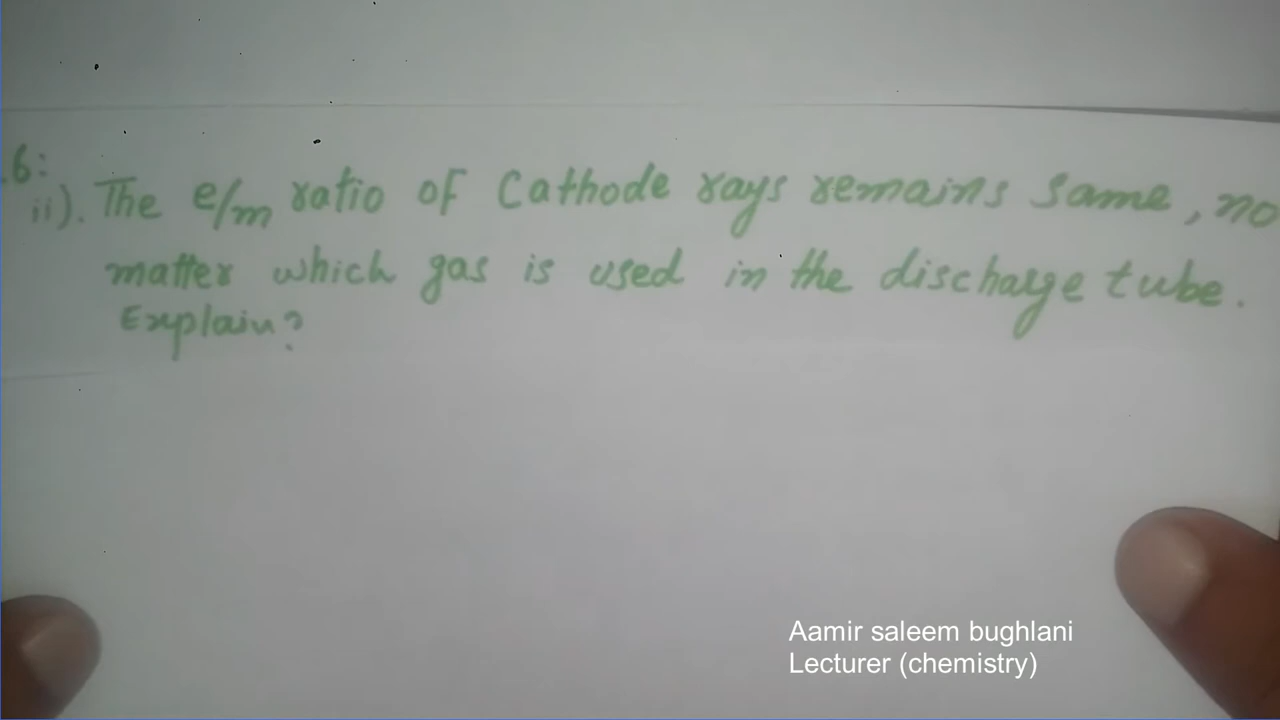 .6:
ii). The e/m ratio of Cathode rays remains same, no
matter which gas is used in the discharge tube.
Explain?
Aamir saleem bughlani
Lecturer (chemistry)